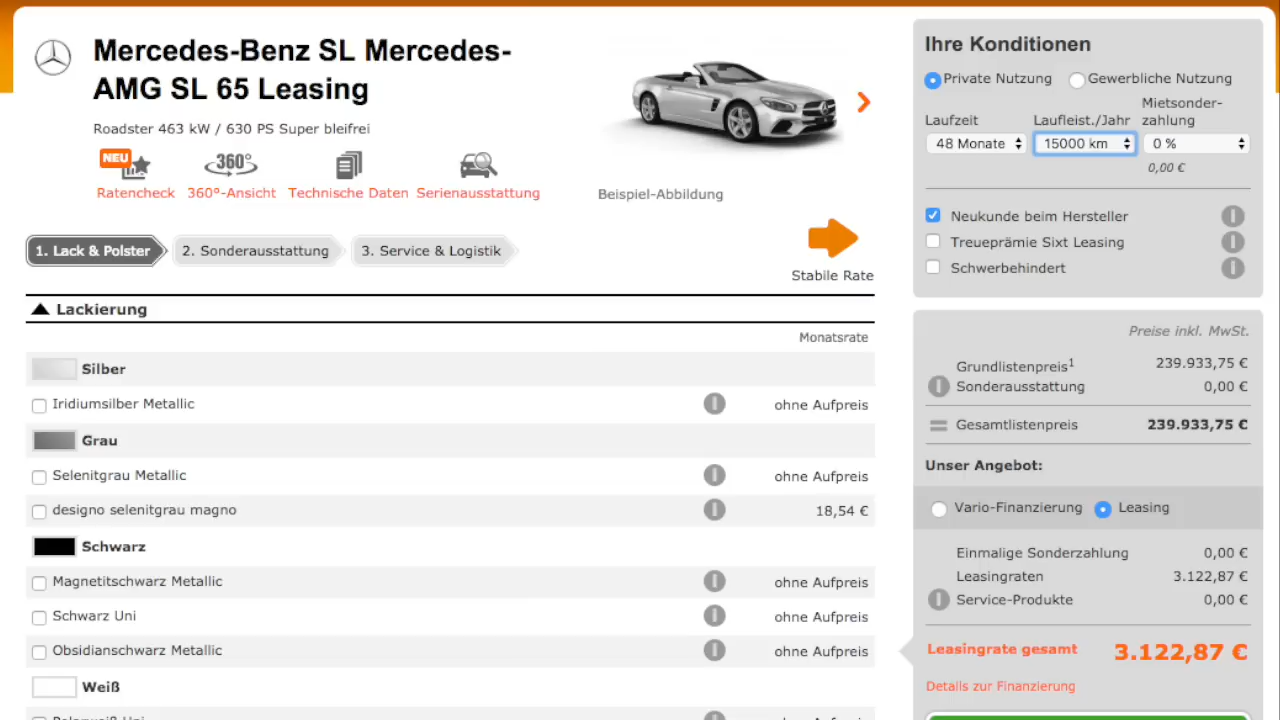 Mercedes-Benz SL Mercedes-
AMG SL 65 Leasing
Roadster 463 kW / 630 PS Super bleifrei
NEU
360°
Ratencheck
360°-Ansicht
Technische Daten
Serienausstattung
Beispiel-Abbildung
1. Lack & Polster
2. Sonderausstattung
3. Service & Logistik
Stabile Rate
Lackierung
Monatsrate
Silber
Iridiumsilber Metallic
ohne Aufpreis
Grau
Selenitgrau Metallic
ohne Aufpreis
designo selenitgrau magno
18,54 €
Schwarz
Magnetitschwarz Metallic
ohne Aufpreis
Schwarz Uni
ohne Aufpreis
Obsidianschwarz Metallic
ohne Aufpreis
Weiß
Ihre Konditionen
Private Nutzung
Gewerbliche Nutzung
Laufzeit
Laufleist./Jahr
Mietsonder-
zahlung
48 Monate
15000 km
0 %
0,00 €
Neukunde beim Hersteller
Treueprämie Sixt Leasing
Schwerbehindert
Preise inkl. MwSt.
Grundlistenpreis1
239.933,75 €
Sonderausstattung
0,00 €
Gesamtlistenpreis
239.933,75 €
Unser Angebot:
Vario-Finanzierung
Leasing
Einmalige Sonderzahlung
0,00 €
Leasingraten
3.122,87 €
Service-Produkte
0,00 €
Leasingrate gesamt
3.122,87 €
Details zur Finanzierung